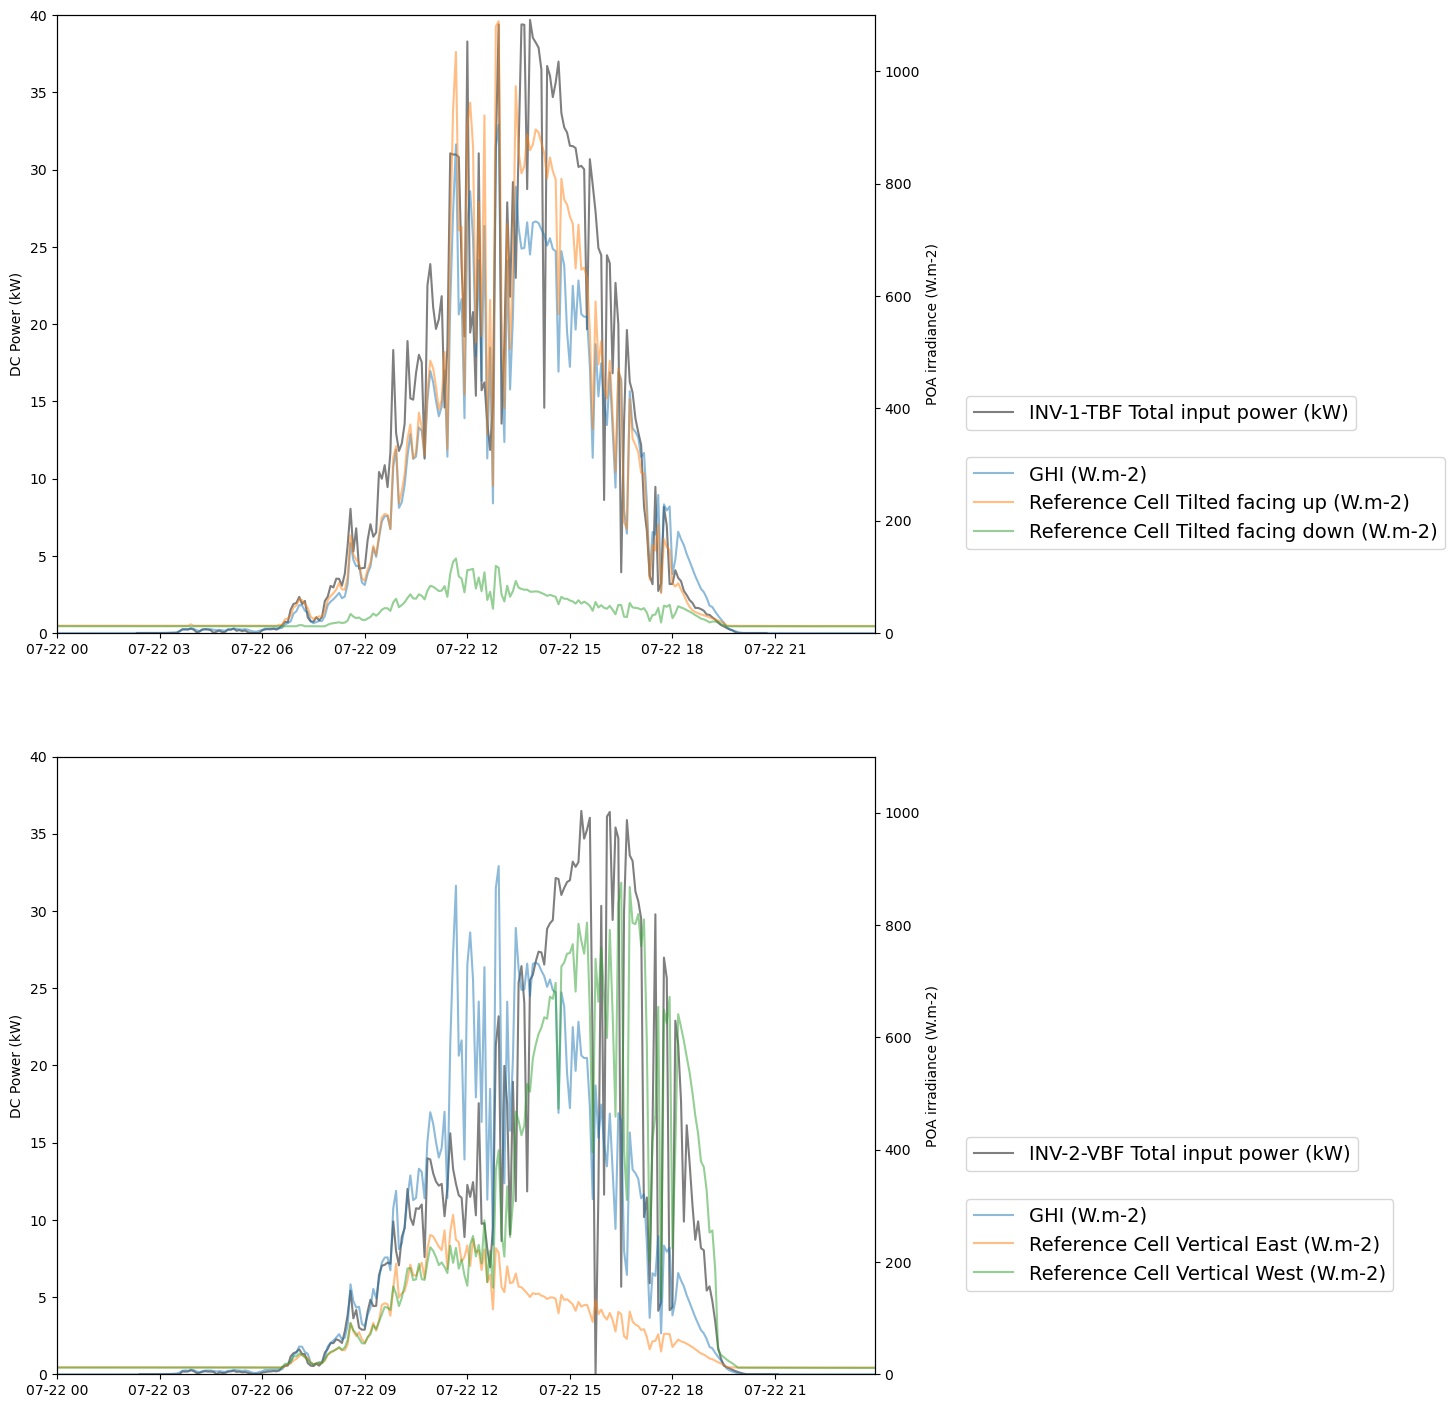 40
35
30
25
20
15
10
5
0
DC Power (kW)
1000
800
600
400
200
0
POA irradiance (W.m-2)
07-22 00 07-22 03 07-22 06 07-22 09 07-22 12 07-22 15 07-22 18 07-22 21
INV-1-TBF Total input power (kW)
GHI (W.m-2)
Reference Cell Tilted facing up (W.m-2)
Reference Cell Tilted facing down (W.m-2)
40
35
30
25
20
15
10
5
0
DC Power (kW)
1000
800
600
400
200
0
POA irradiance (W.m-2)
07-22 00 07-22 03 07-22 06 07-22 09 07-22 12 07-22 15 07-22 18 07-22 21
INV-2-VBF Total input power (kW)
GHI (W.m-2)
Reference Cell Vertical East (W.m-2)
Reference Cell Vertical West (W.m-2)